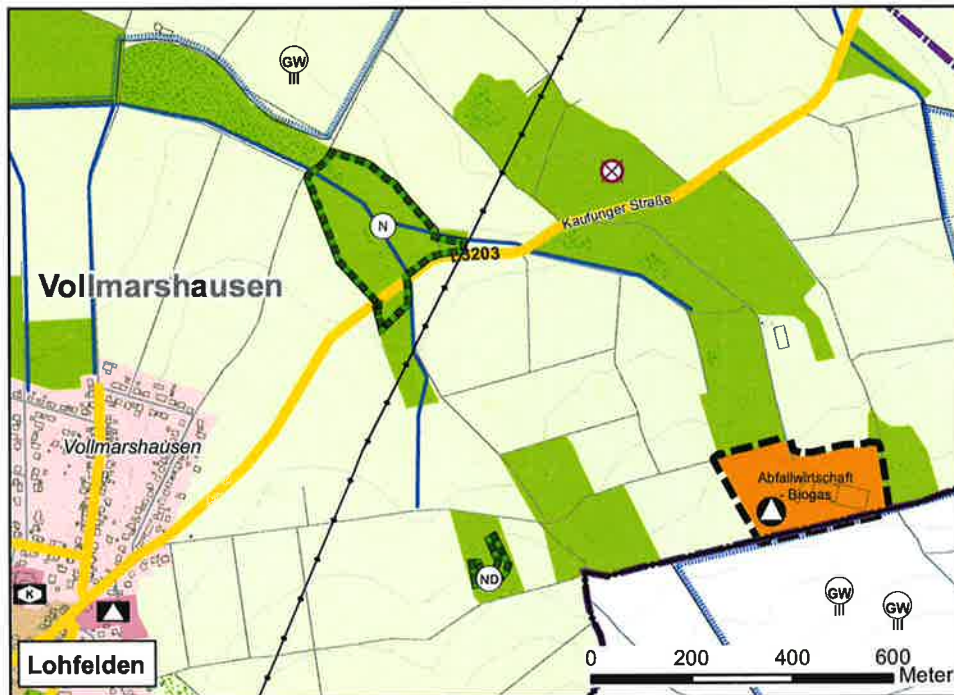 GW
N
Kaufunger Straße
L3203
Vollmarshausen
Vollmarshausen
Abfallwirtschaft
- Biogas
ND
GW
GW
K
Lohfelden
0 200 400 600
Meter